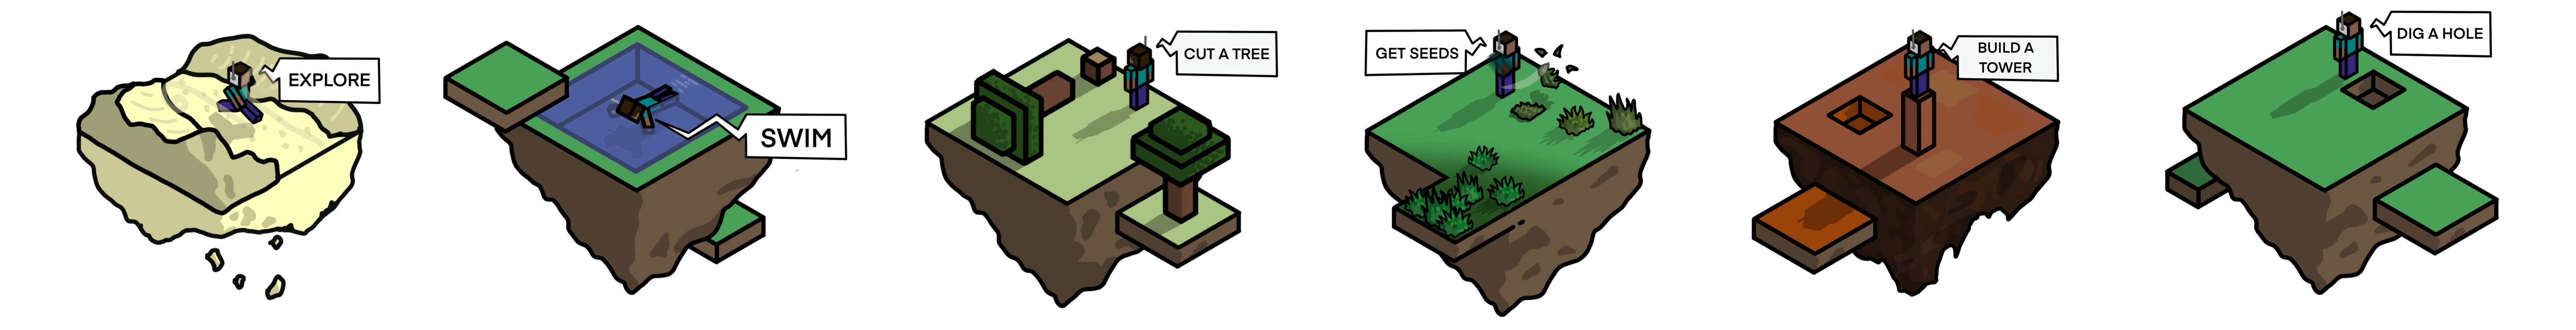 EXPLORE
SWIM
CUT A TREE
GET SEEDS
BUILD A
TOWER
DIG A HOLE